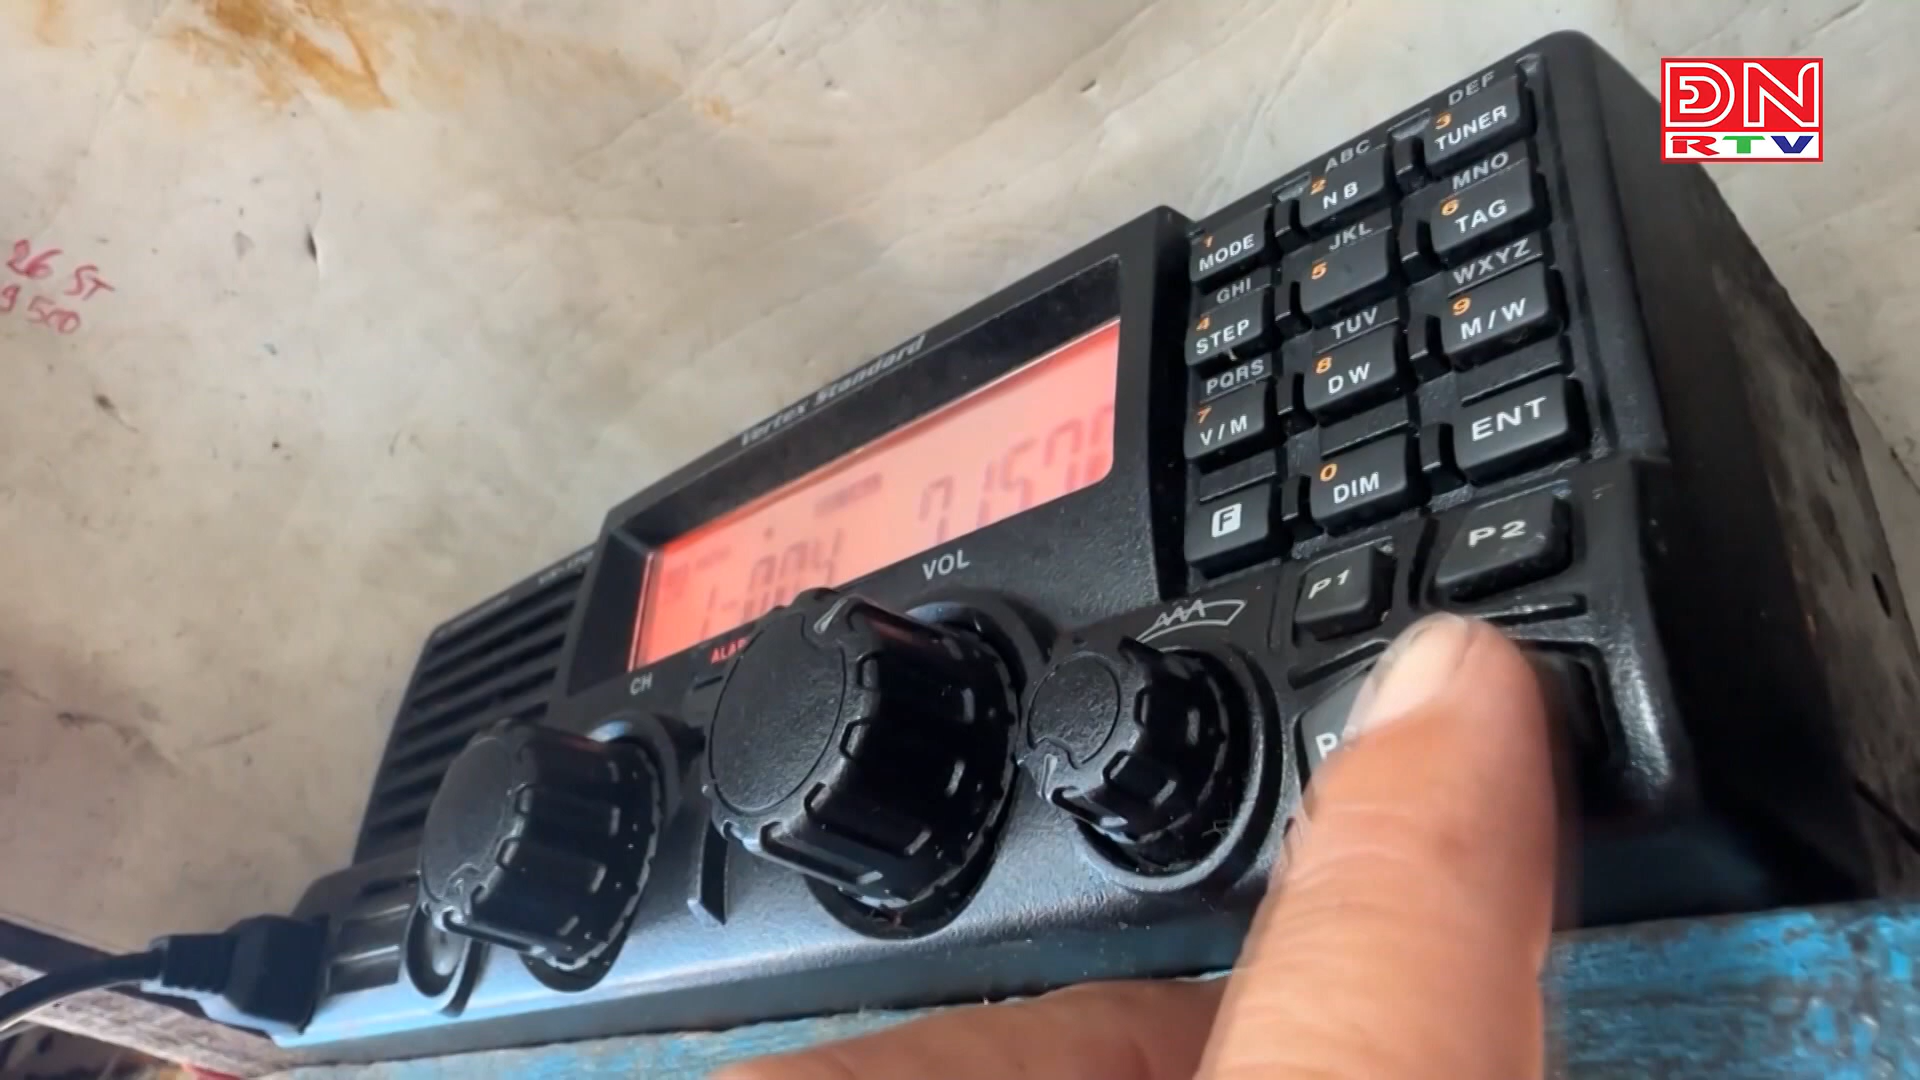 ĐN
RTV
26 ST
9500
Vertex Standard
DEF
3
TUNER
ABC
2
NB
1
MODE
MNO
6
TAG
JKL
5
GHI
4
STEP
WXYZ
9
M/W
TUV
8
DW
PQRS
7
V/M
ENT
0
DIM
F
P2
P1
VOL
CH